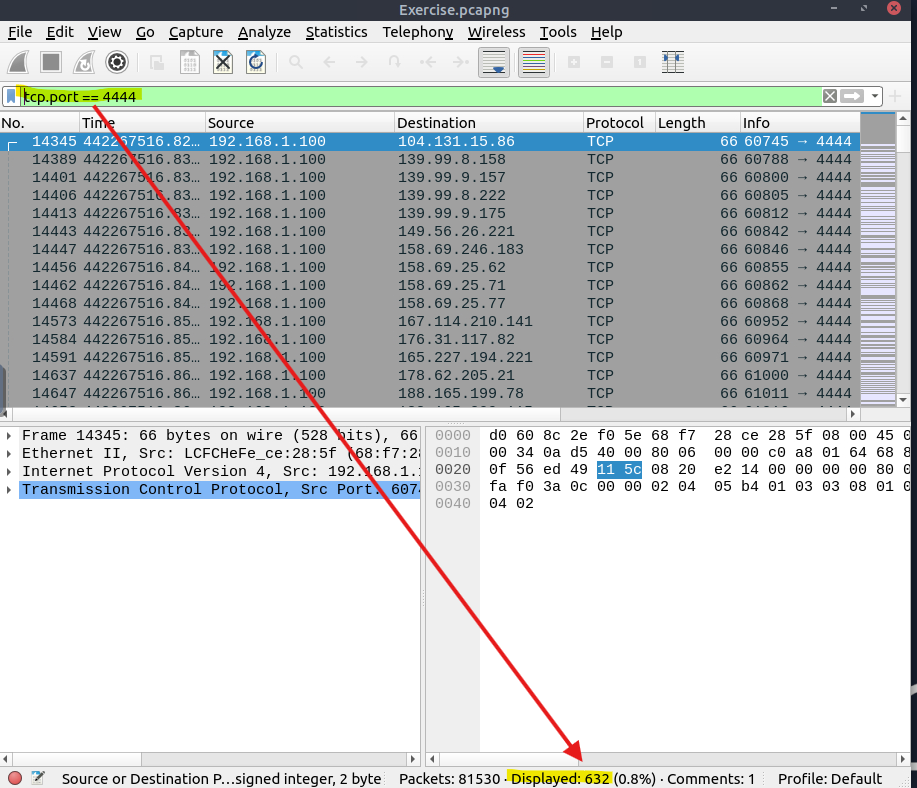 Exercise.pcapng
File Edit View Go Capture Analyze Statistics Telephony Wireless Tools Help
tcp.port == 4444
No. Time Source Destination Protocol Length Info
14345 442267516.82… 192.168.1.100 104.131.15.86 TCP 66 60745 → 4444
14389 442267516.83… 192.168.1.100 139.99.8.158 TCP 66 60788 → 4444
14401 442267516.83… 192.168.1.100 139.99.9.157 TCP 66 60800 → 4444
14406 442267516.83… 192.168.1.100 139.99.8.222 TCP 66 60805 → 4444
14413 442267516.83… 192.168.1.100 139.99.9.175 TCP 66 60812 → 4444
14443 442267516.83… 192.168.1.100 149.56.26.221 TCP 66 60842 → 4444
14447 442267516.83… 192.168.1.100 158.69.246.183 TCP 66 60846 → 4444
14456 442267516.84… 192.168.1.100 158.69.25.62 TCP 66 60855 → 4444
14462 442267516.84… 192.168.1.100 158.69.25.71 TCP 66 60862 → 4444
14468 442267516.84… 192.168.1.100 158.69.25.77 TCP 66 60868 → 4444
14573 442267516.85… 192.168.1.100 167.114.210.141 TCP 66 60952 → 4444
14584 442267516.85… 192.168.1.100 176.31.117.82 TCP 66 60964 → 4444
14591 442267516.85… 192.168.1.100 165.227.194.221 TCP 66 60971 → 4444
14637 442267516.86… 192.168.1.100 178.62.205.21 TCP 66 61000 → 4444
14647 442267516.86… 192.168.1.100 188.165.199.78 TCP 66 61011 → 4444
Frame 14345: 66 bytes on wire (528 bits), 66
Ethernet II, Src: LCFCHeFe_ce:28:5f (68:f7:28
Internet Protocol Version 4, Src: 192.168.1.
Transmission Control Protocol, Src Port: 607
0000 d0 60 8c 2e f0 5e 68 f7 28 ce 28 5f 08 00 45 0
0010 00 34 0a d5 40 00 80 06 00 00 c0 a8 01 64 68 8
0020 0f 56 ed 49 11 5c 08 20 e2 14 00 00 00 00 80 0
0030 fa f0 3a 0c 00 00 02 04 05 b4 01 03 03 08 01 0
0040 04 02
Source or Destination P…signed integer, 2 byte Packets: 81530 · Displayed: 632 (0.8%) · Comments: 1 Profile: Default